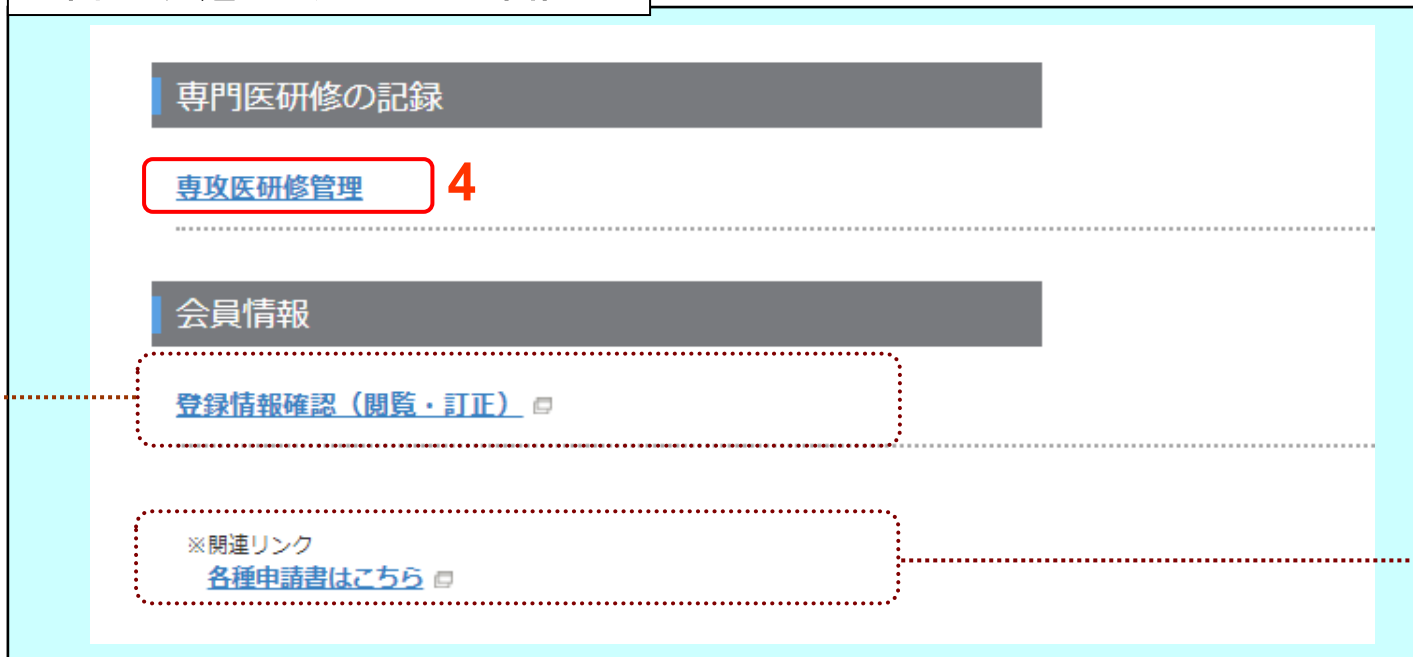 専門医研修の記録
専攻医研修管理 4
会員情報
登録情報確認（閲覧・訂正）
※関連リンク
各種申請書はこちら